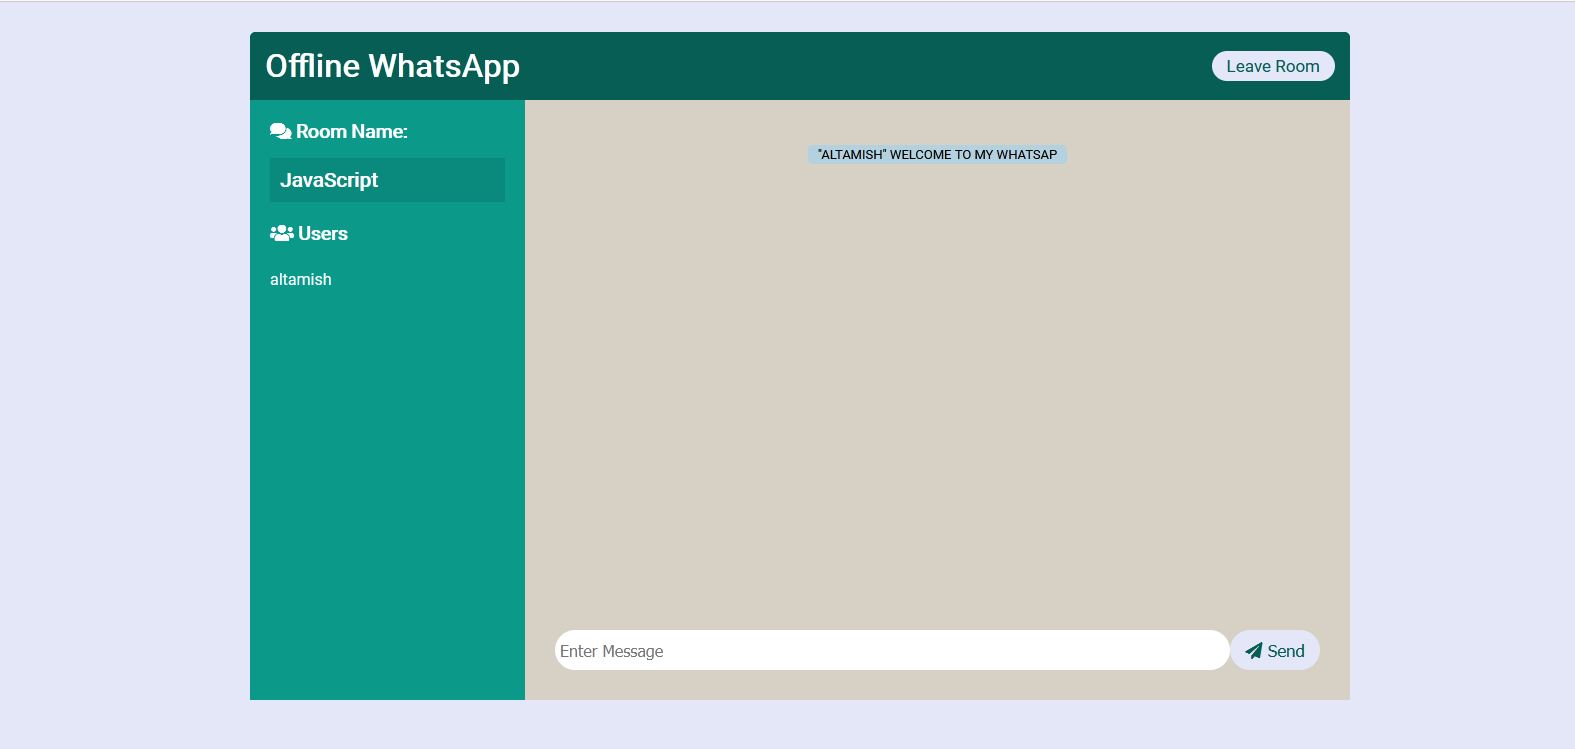 Offline WhatsApp
Leave Room
Room Name:
JavaScript
Users
altamish
"ALTAMISH" WELCOME TO MY WHATSAP
Enter Message
Send